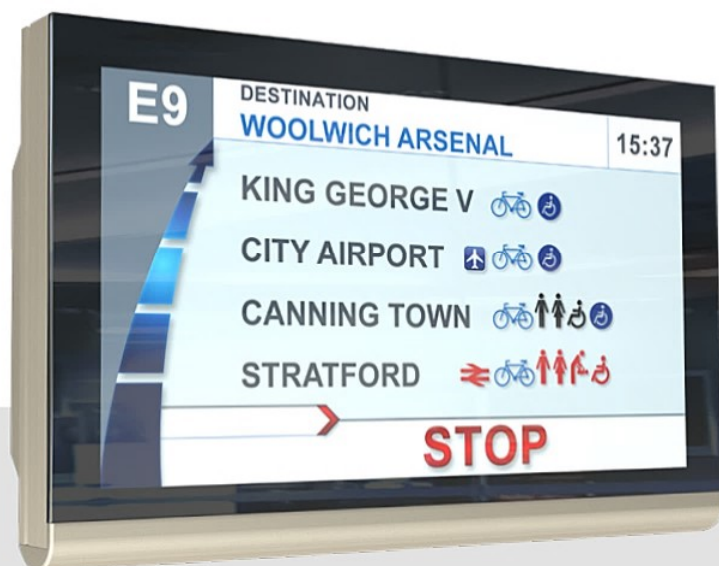 E9
DESTINATION
WOOLWICH ARSENAL
15:37
KING GEORGE V
CITY AIRPORT
CANNING TOWN
STRATFORD
STOP